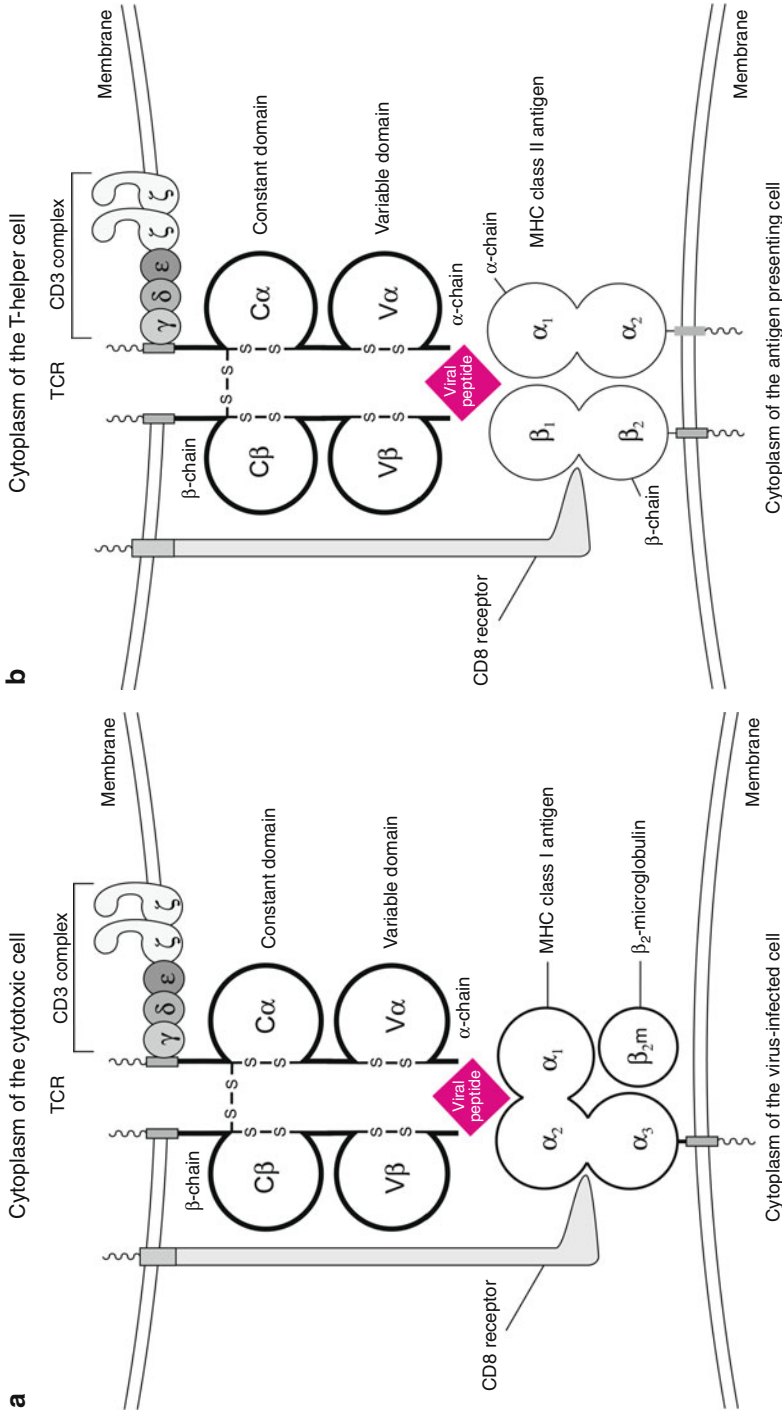 a
Cytoplasm of the cytotoxic cell
TCR
CD3 complex
γ δ ε ζ ζ
Membrane
β-chain
Cβ
s – s
Cα
Constant domain
s – s
s – s
Vβ
Vα
Variable domain
s – s
s – s
α-chain
Viral
peptide
CD8 receptor
α2
α1
MHC class I antigen
α3
β2m
β2-microglobulin
Membrane
Cytoplasm of the virus-infected cell
b
Cytoplasm of the T-helper cell
TCR
CD3 complex
γ δ ε ζ ζ
Membrane
β-chain
Cβ
s – s
Cα
Constant domain
s – s
s – s
Vβ
Vα
Variable domain
s – s
s – s
α-chain
Viral
peptide
CD8 receptor
α-chain
β1
α1
MHC class II antigen
β2
α2
β-chain
Membrane
Cytoplasm of the antigen presenting cell